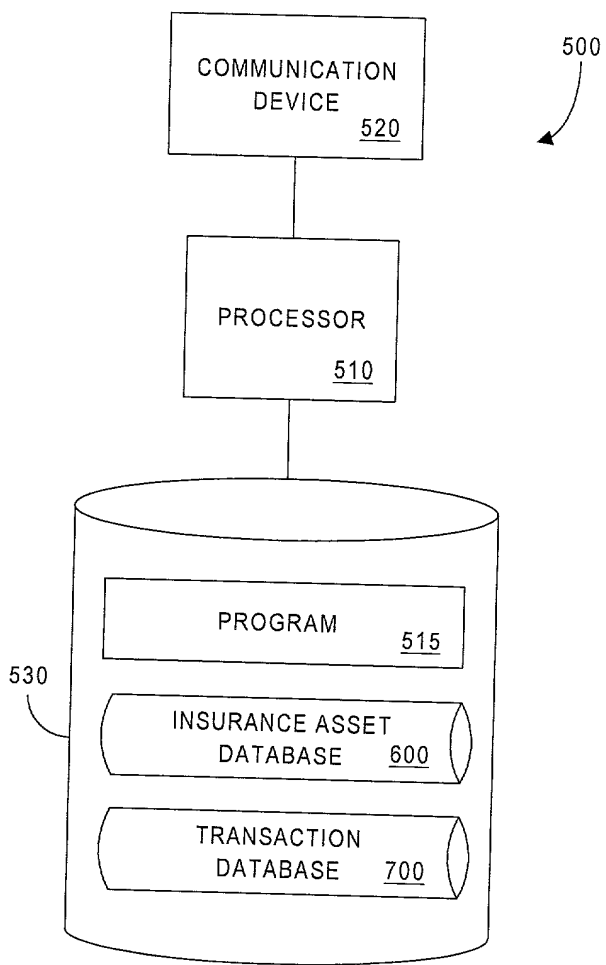 500
COMMUNICATION
DEVICE
520
PROCESSOR
510
PROGRAM
515
530
INSURANCE ASSET
DATABASE 600
TRANSACTION
DATABASE 700